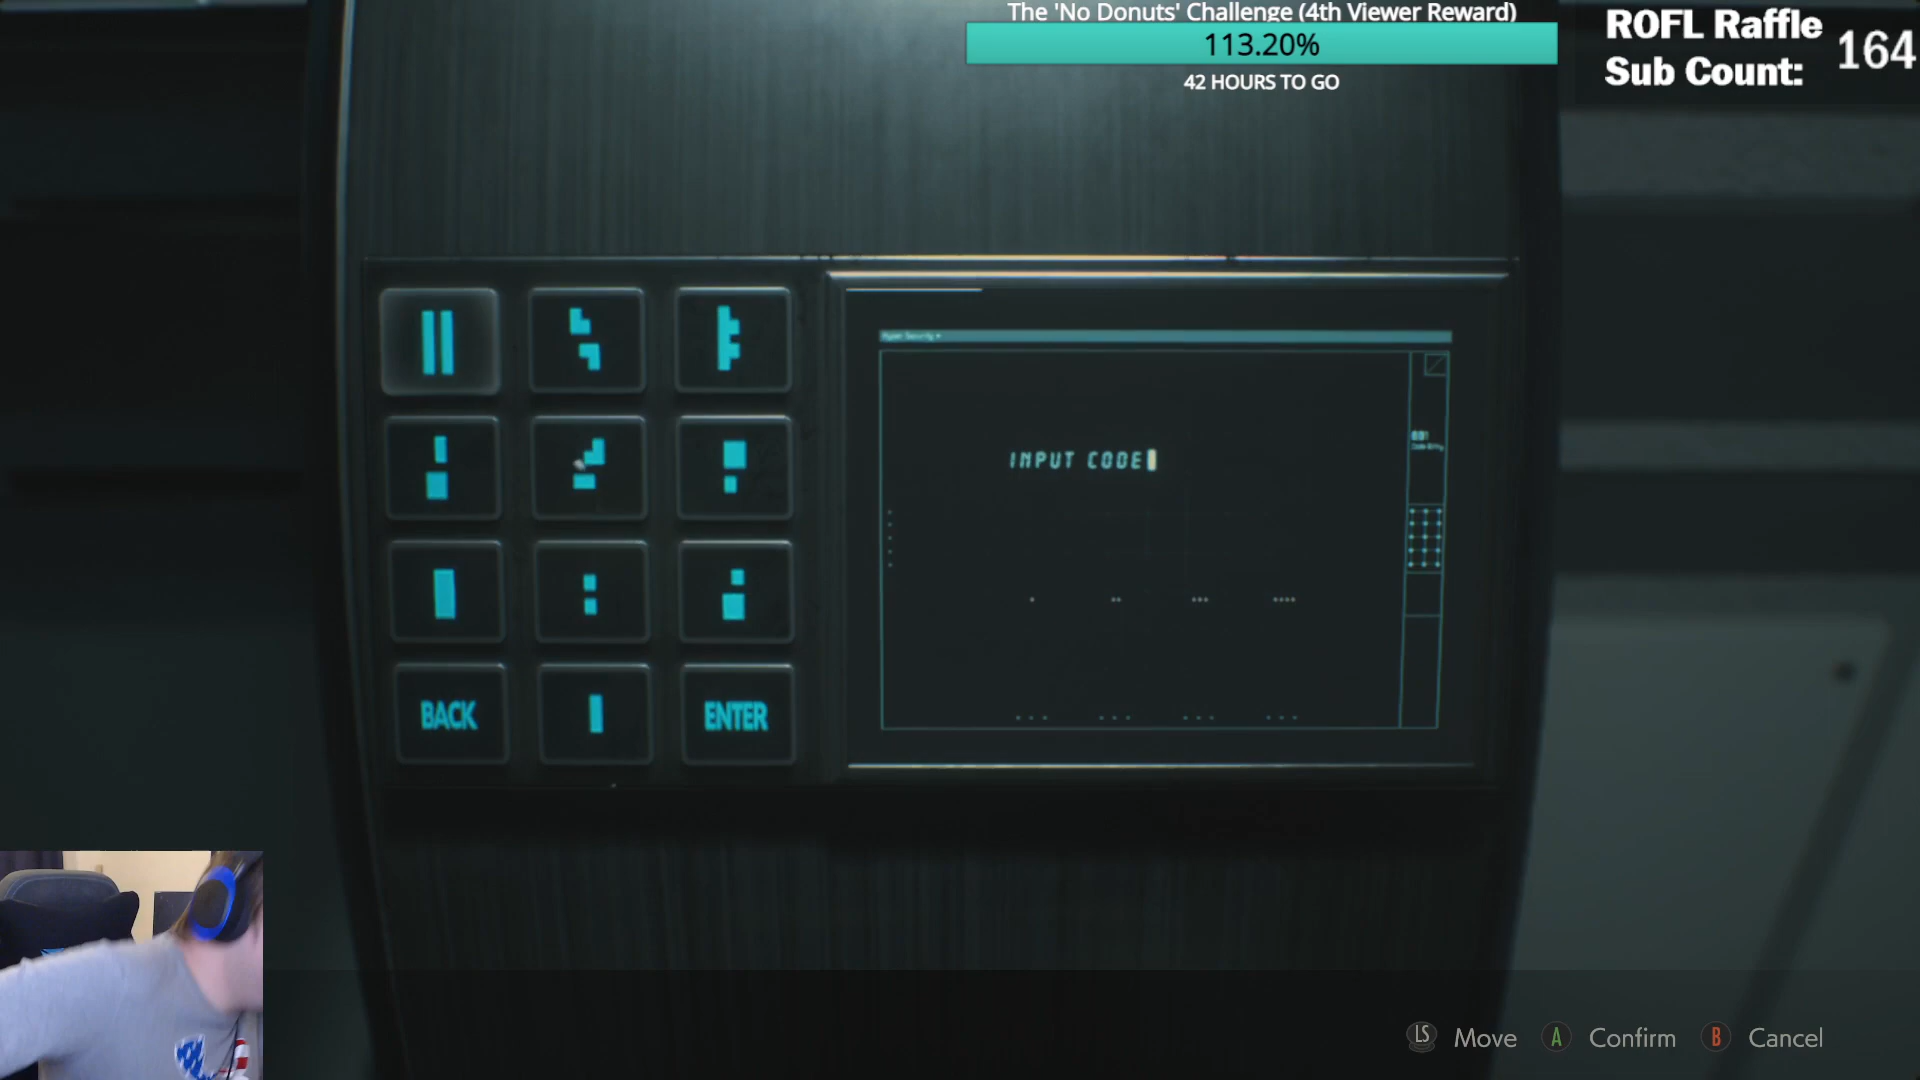 The 'No Donuts' Challenge (4th Viewer Reward)
113.20%
42 HOURS TO GO
ROFL Raffle
Sub Count:
164
INPUT CODE
BACK
ENTER
LS Move A Confirm B Cancel